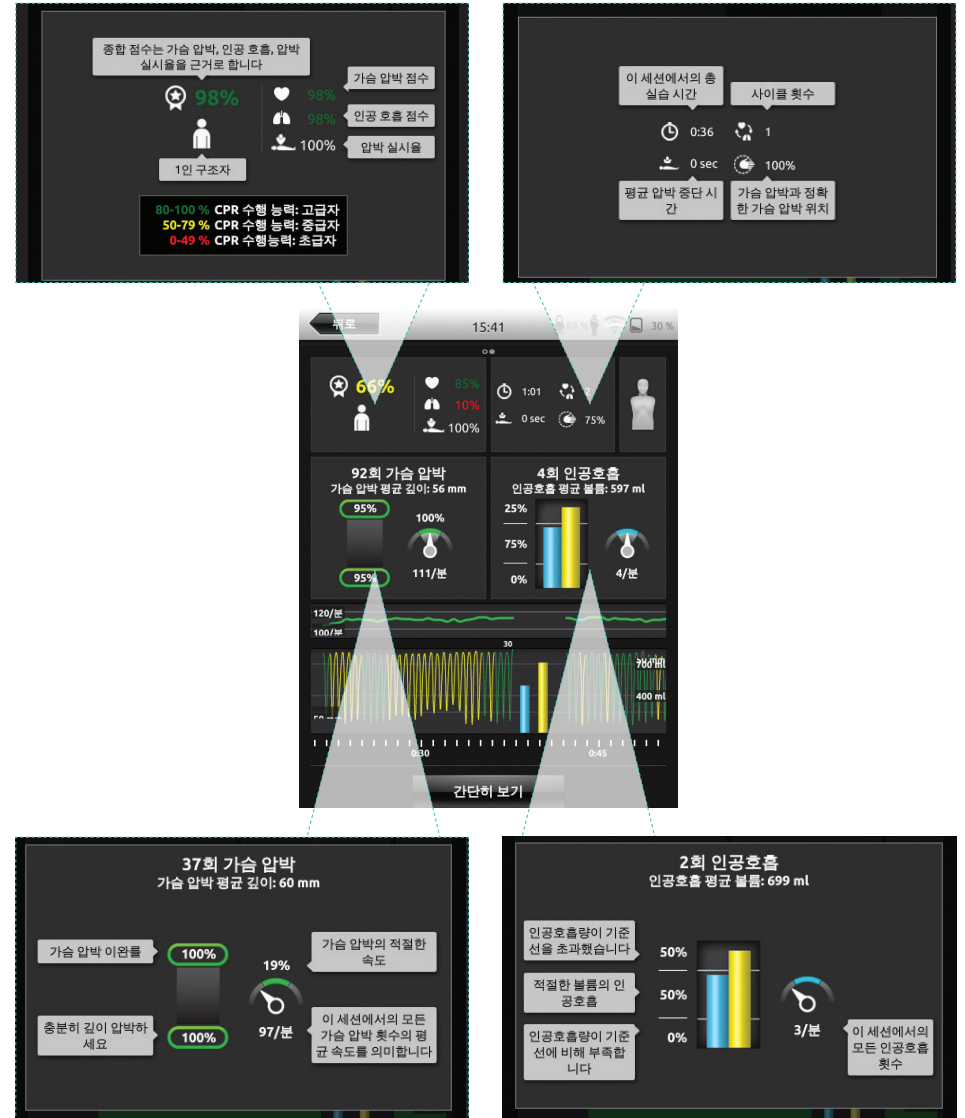 종합 점수는 가슴 압박, 인공 호흡, 압박
실시율을 근거로 합니다
98%
98%
가슴 압박 점수
98%
인공 호흡 점수
100%
압박 실시율
1인 구조자
80-100 % CPR 수행 능력: 고급자
50-79 % CPR 수행 능력: 중급자
0-49 % CPR 수행능력: 초급자
이 세션에서의 총
실습 시간
사이클 횟수
0:36
1
0 sec
100%
평균 압박 중단 시
간
가슴 압박과 정확
한 가슴 압박 위치
뒤로
15:41
89 %
30 %
66%
85%
10%
100%
1:01
2
0 sec
75%
92회 가슴 압박
가슴 압박 평균 깊이: 56 mm
95%
100%
95%
111/분
4회 인공호흡
인공호흡 평균 볼륨: 597 ml
25%
75%
0%
4/분
120/분
100/분
30
700 ml
400 ml
50 mm
0:30
0:45
간단히 보기
37회 가슴 압박
가슴 압박 평균 깊이: 60 mm
가슴 압박 이완률
100%
19%
가슴 압박의 적절한
속도
충분히 깊이 압박하
세요
100%
97/분
이 세션에서의 모든
가슴 압박 횟수의 평
균 속도를 의미합니다
2회 인공호흡
인공호흡 평균 볼륨: 699 ml
인공호흡량이 기준
선을 초과했습니다
50%
적절한 볼륨의 인
공호흡
50%
인공호흡량이 기준
선에 비해 부족합
니다
0%
3/분
이 세션에서의
모든 인공호흡
횟수